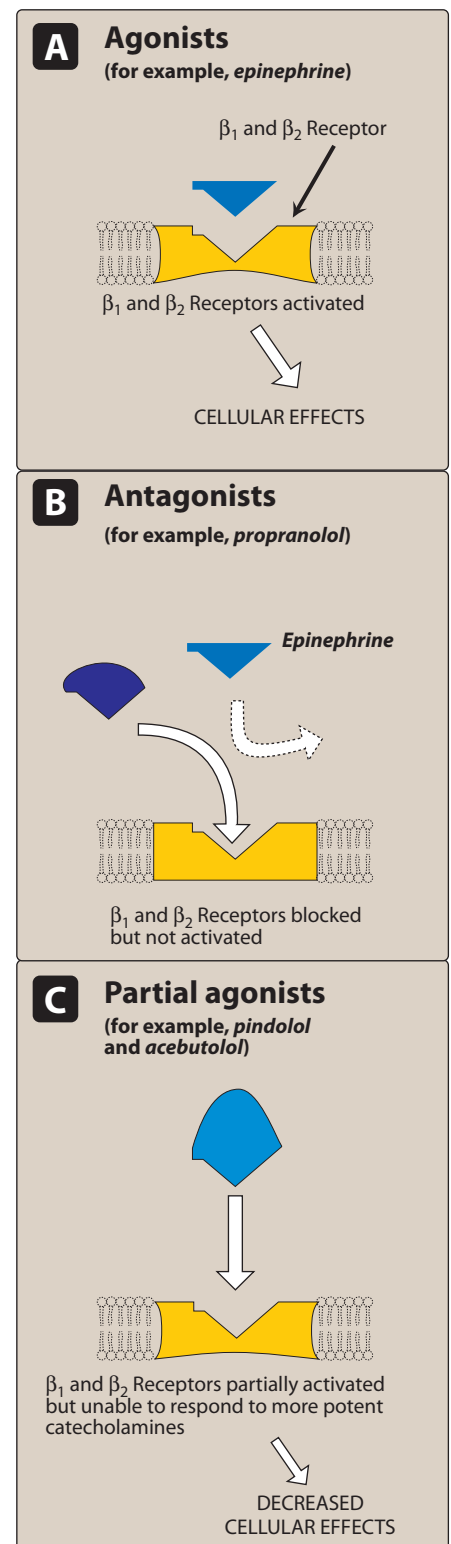 A Agonists
(for example, epinephrine)
β₁ and β₂ Receptor
β₁ and β₂ Receptors activated
CELLULAR EFFECTS
B Antagonists
(for example, propranolol)
Epinephrine
β₁ and β₂ Receptors blocked
but not activated
C Partial agonists
(for example, pindolol
and acebutolol)
β₁ and β₂ Receptors partially activated
but unable to respond to more potent
catecholamines
DECREASED
CELLULAR EFFECTS